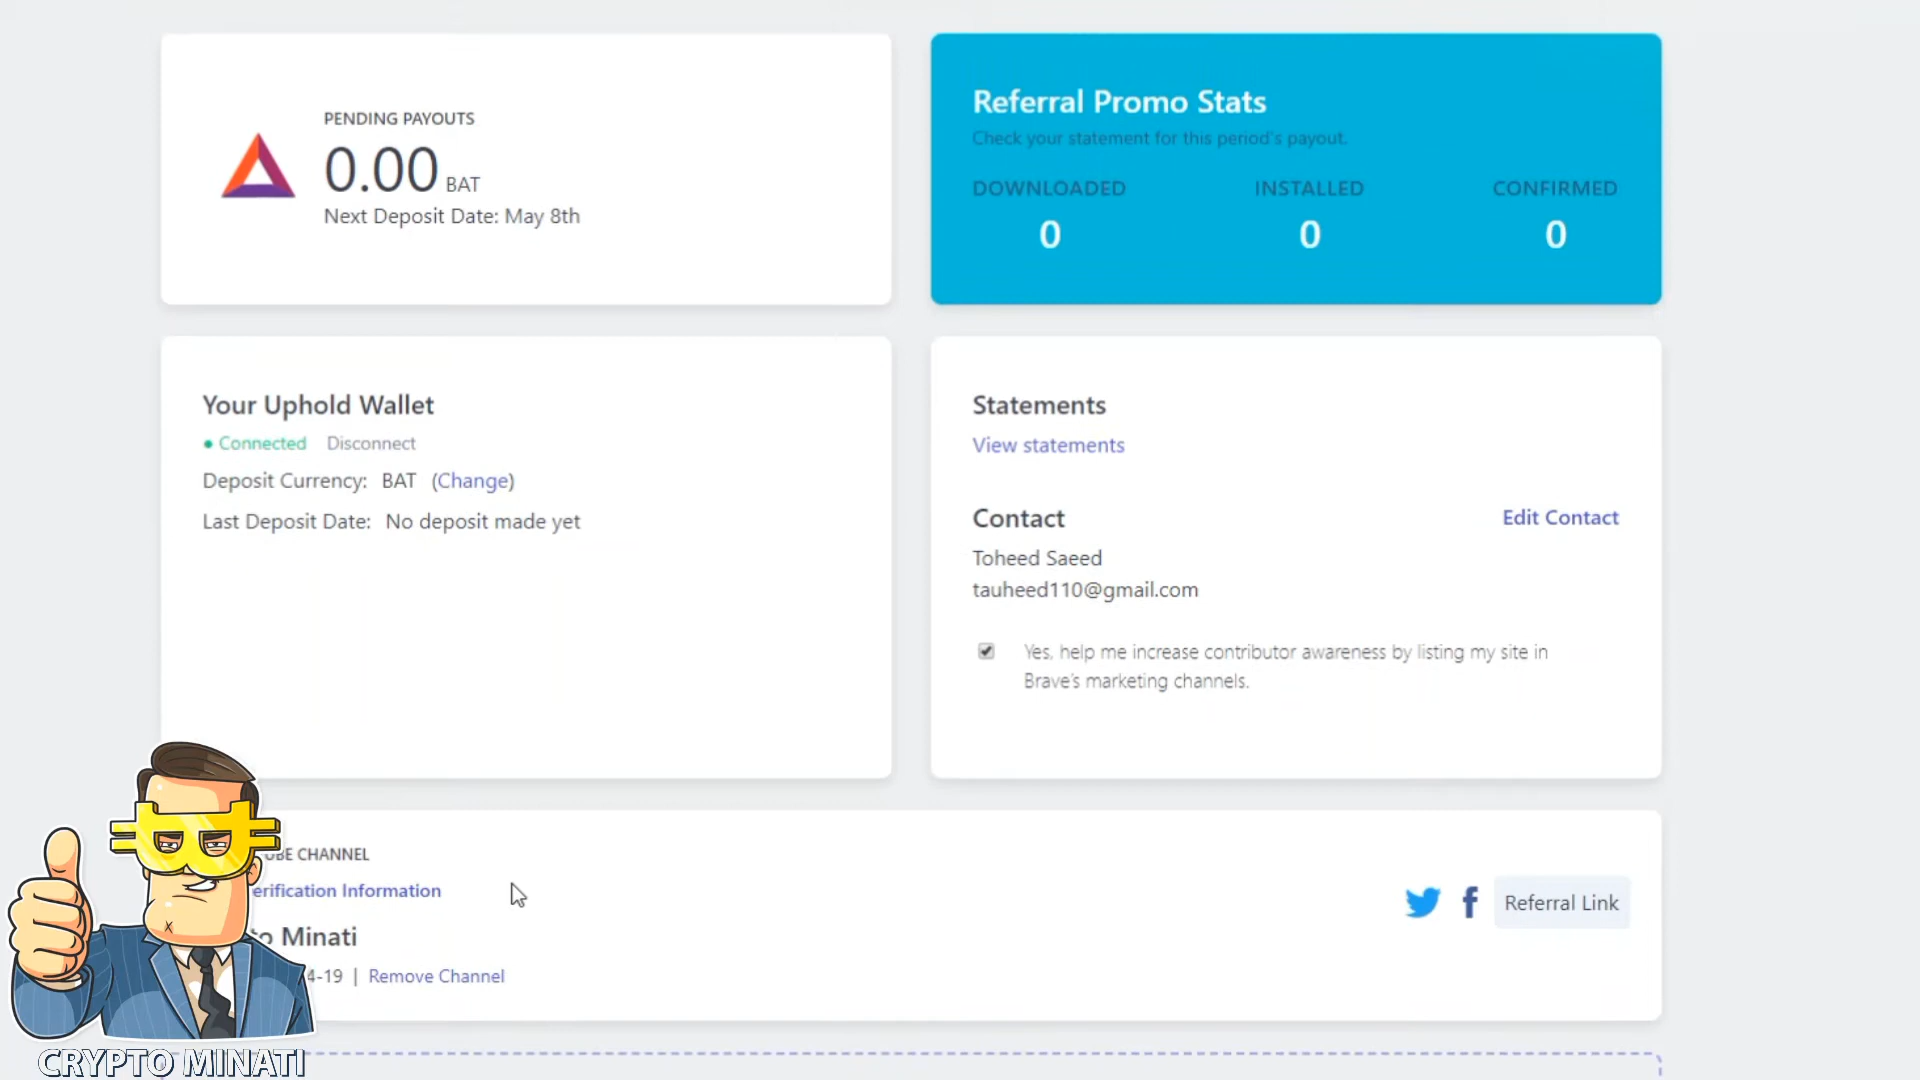 PENDING PAYOUTS
0.00 BAT
Next Deposit Date: May 8th
Referral Promo Stats
Check your statement for this period's payout.
DOWNLOADED INSTALLED CONFIRMED
0 0 0
Your Uphold Wallet
Connected Disconnect
Deposit Currency: BAT (Change)
Last Deposit Date: No deposit made yet
Statements
View statements
Contact Edit Contact
Toheed Saeed
tauheed110@gmail.com
Yes, help me increase contributor awareness by listing my site in
Brave's marketing channels.
UBE CHANNEL
erification Information
to Minati
4-19 | Remove Channel
f Referral Link
CRYPTO MINATI